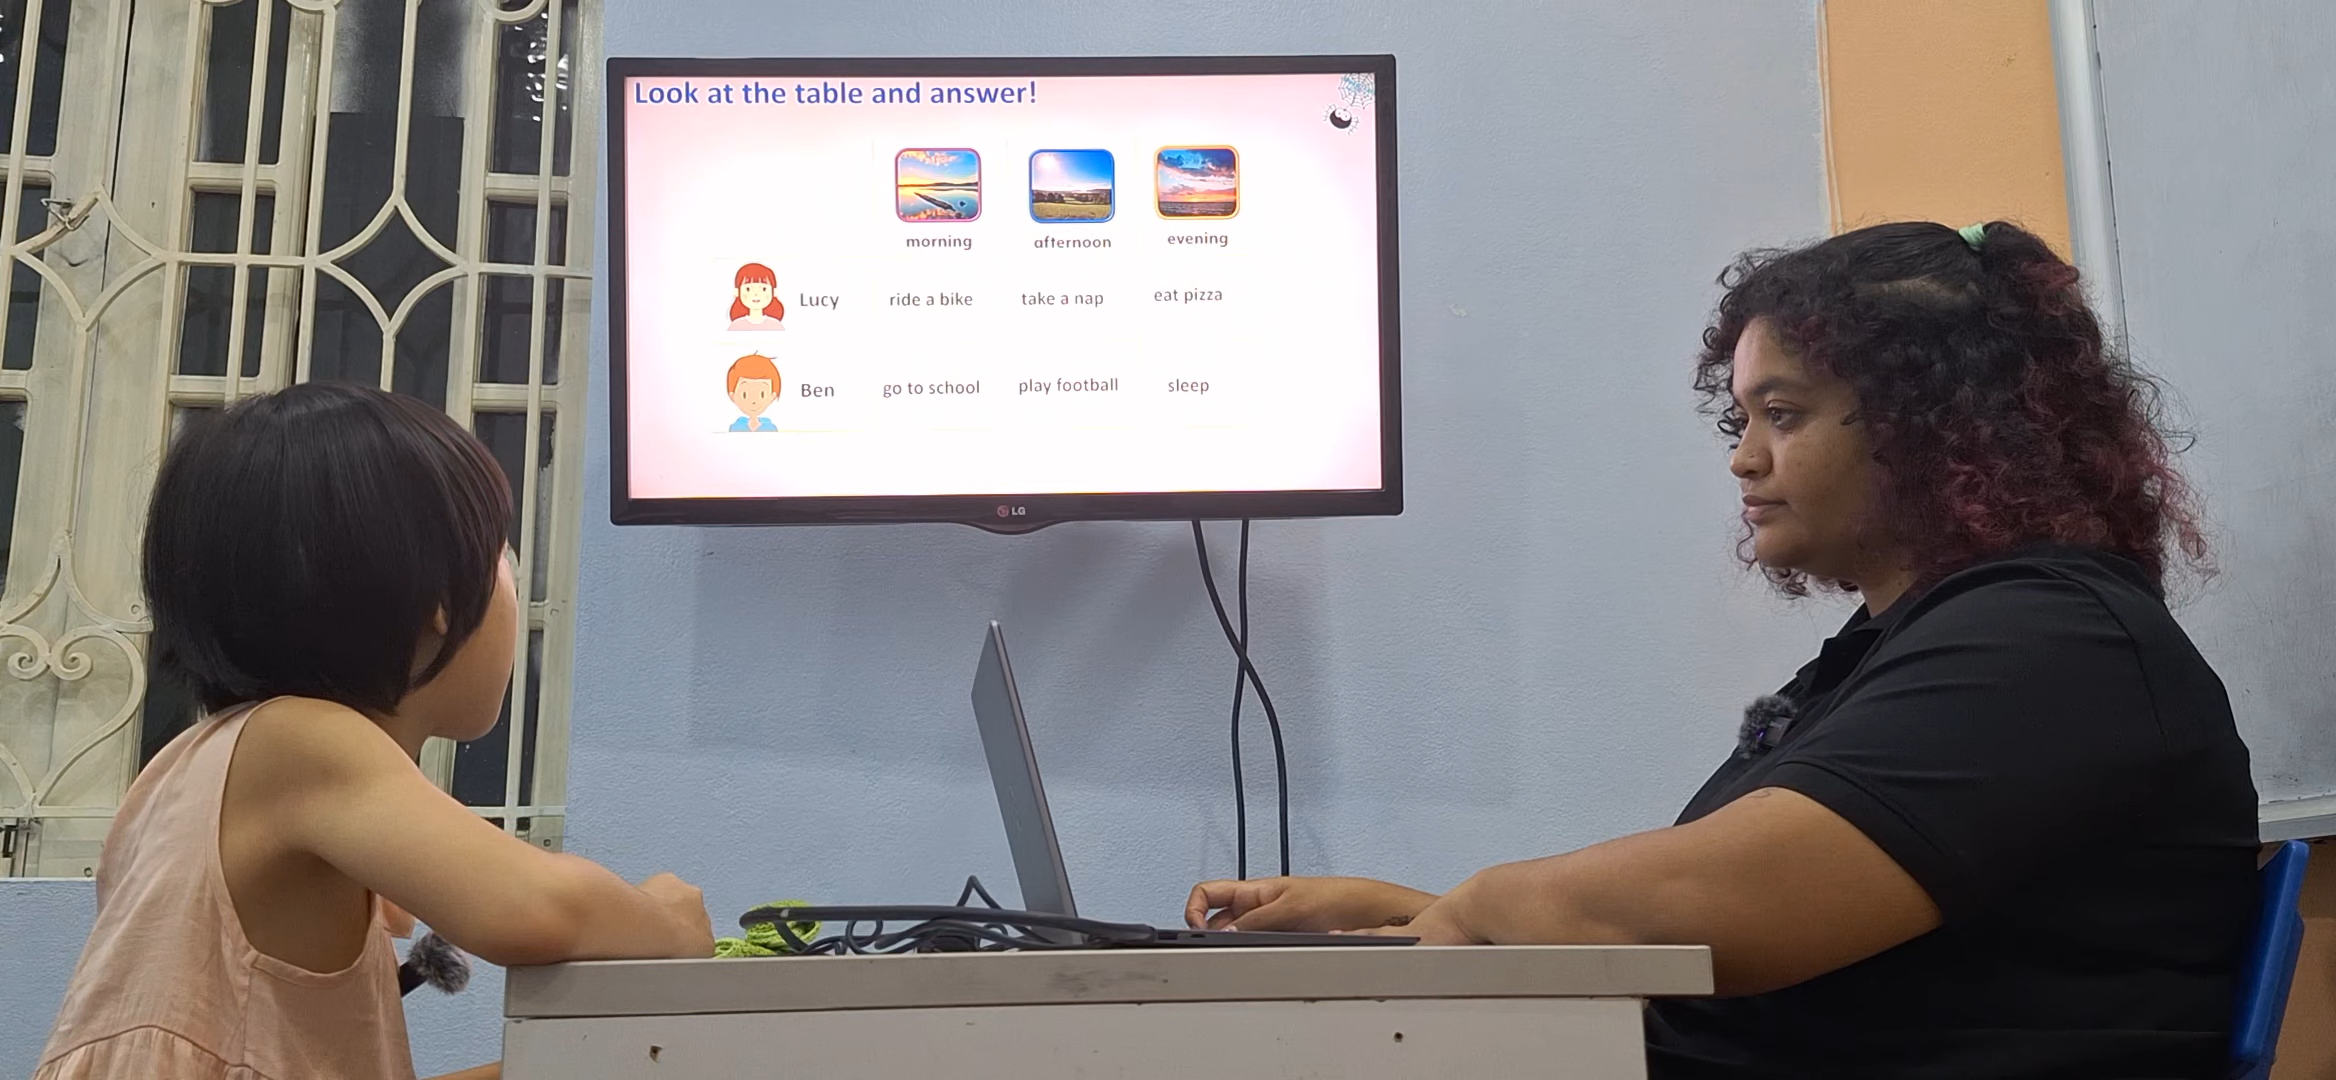 Look at the table and answer!
morning afternoon evening
Lucy ride a bike take a nap eat pizza
Ben go to school play football sleep
LG